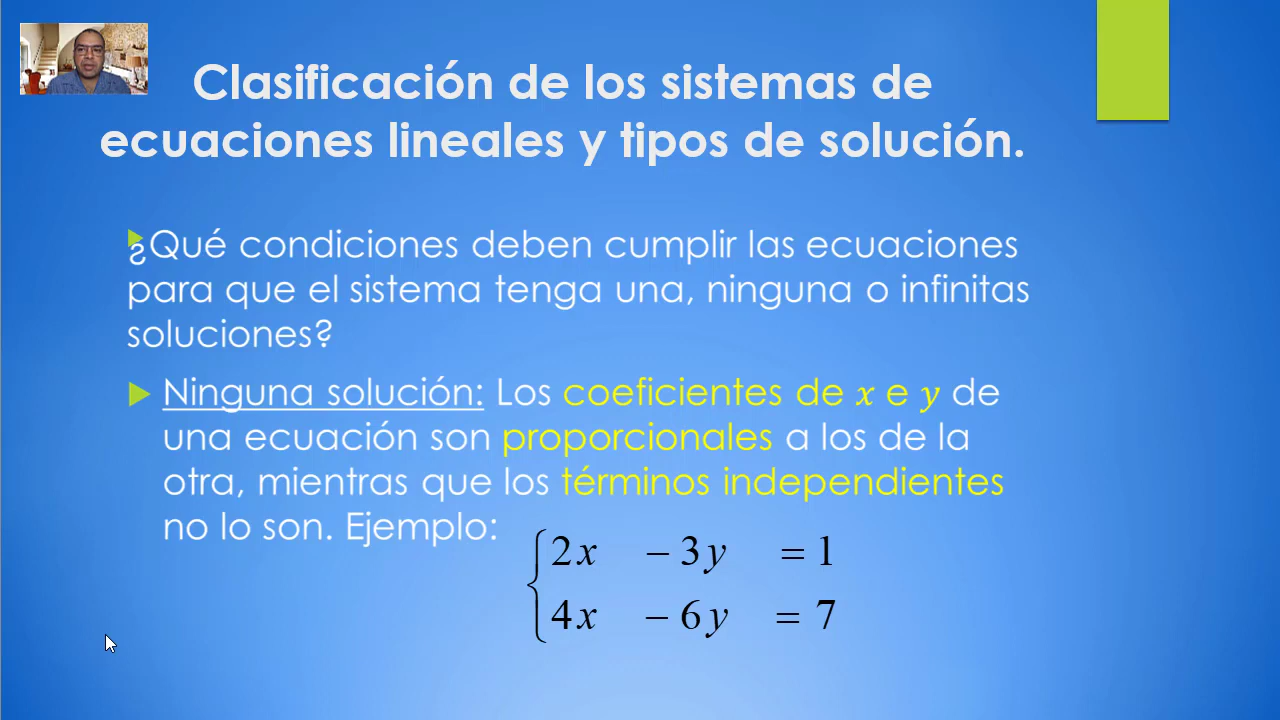 Clasificación de los sistemas de
ecuaciones lineales y tipos de solución.
¿Qué condiciones deben cumplir las ecuaciones
para que el sistema tenga una, ninguna o infinitas
soluciones?
Ninguna solución: Los coeficientes de x e y de
una ecuación son proporcionales a los de la
otra, mientras que los términos independientes
no lo son. Ejemplo:
2x − 3y = 1
4x − 6y = 7